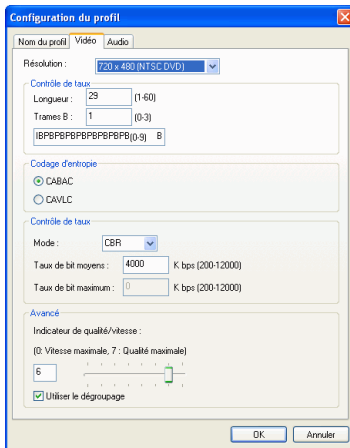 Configuration du profil
Nom du profil Vidéo Audio
Résolution : 720 x 480 (NTSC DVD)
Contrôle de taux
Longueur : 29 (1-60)
Trames B : 1 (0-3)
IBPBPBPBPBPBPBPBPB(0-9) B
Codage d'entropie
CABAC
CAVLC
Contrôle de taux
Mode : CBR
Taux de bit moyens : 4000 K bps (200-12000)
Taux de bit maximum : 0 K bps (200-12000)
Avancé
Indicateur de qualité/vitesse :
(0: Vitesse maximale, 7 : Qualité maximale)
6
Utiliser le dégroupage
OK Annuler